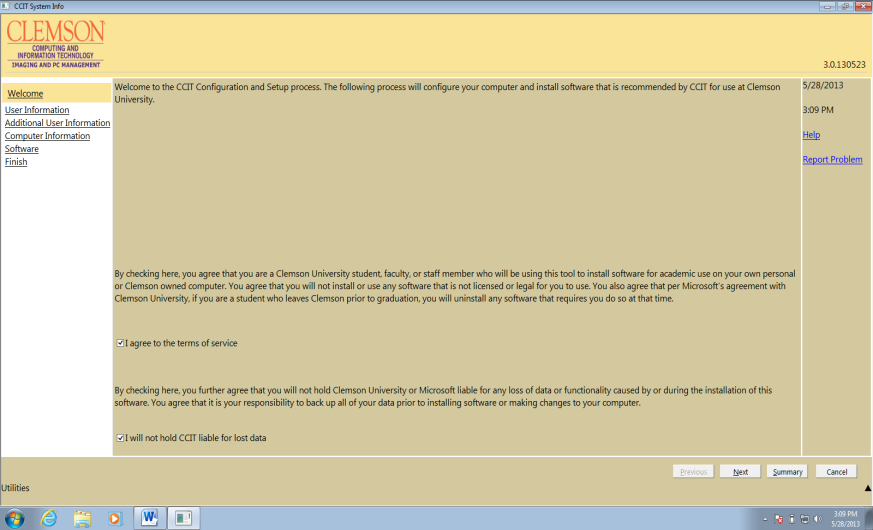 CCIT System Info
CLEMSON
COMPUTING AND
INFORMATION TECHNOLOGY
IMAGING AND PC MANAGEMENT
3.0.130523
Welcome
User Information
Additional User Information
Computer Information
Software
Finish
Welcome to the CCIT Configuration and Setup process. The following process will configure your computer and install software that is recommended by CCIT for use at Clemson
University.
5/28/2013
3:09 PM
Help
Report Problem
By checking here, you agree that you are a Clemson University student, faculty, or staff member who will be using this tool to install software for academic use on your own personal
or Clemson owned computer. You agree that you will not install or use any software that is not licensed or legal for you to use. You also agree that per Microsoft's agreement with
Clemson University, if you are a student who leaves Clemson prior to graduation, you will uninstall any software that requires you do so at that time.
I agree to the terms of service
By checking here, you further agree that you will not hold Clemson University or Microsoft liable for any loss of data or functionality caused by or during the installation of this
software. You agree that it is your responsibility to back up all of your data prior to installing software or making changes to your computer.
I will not hold CCIT liable for lost data
Previous Next Summary Cancel
Utilities
W
3:09 PM
5/28/2013